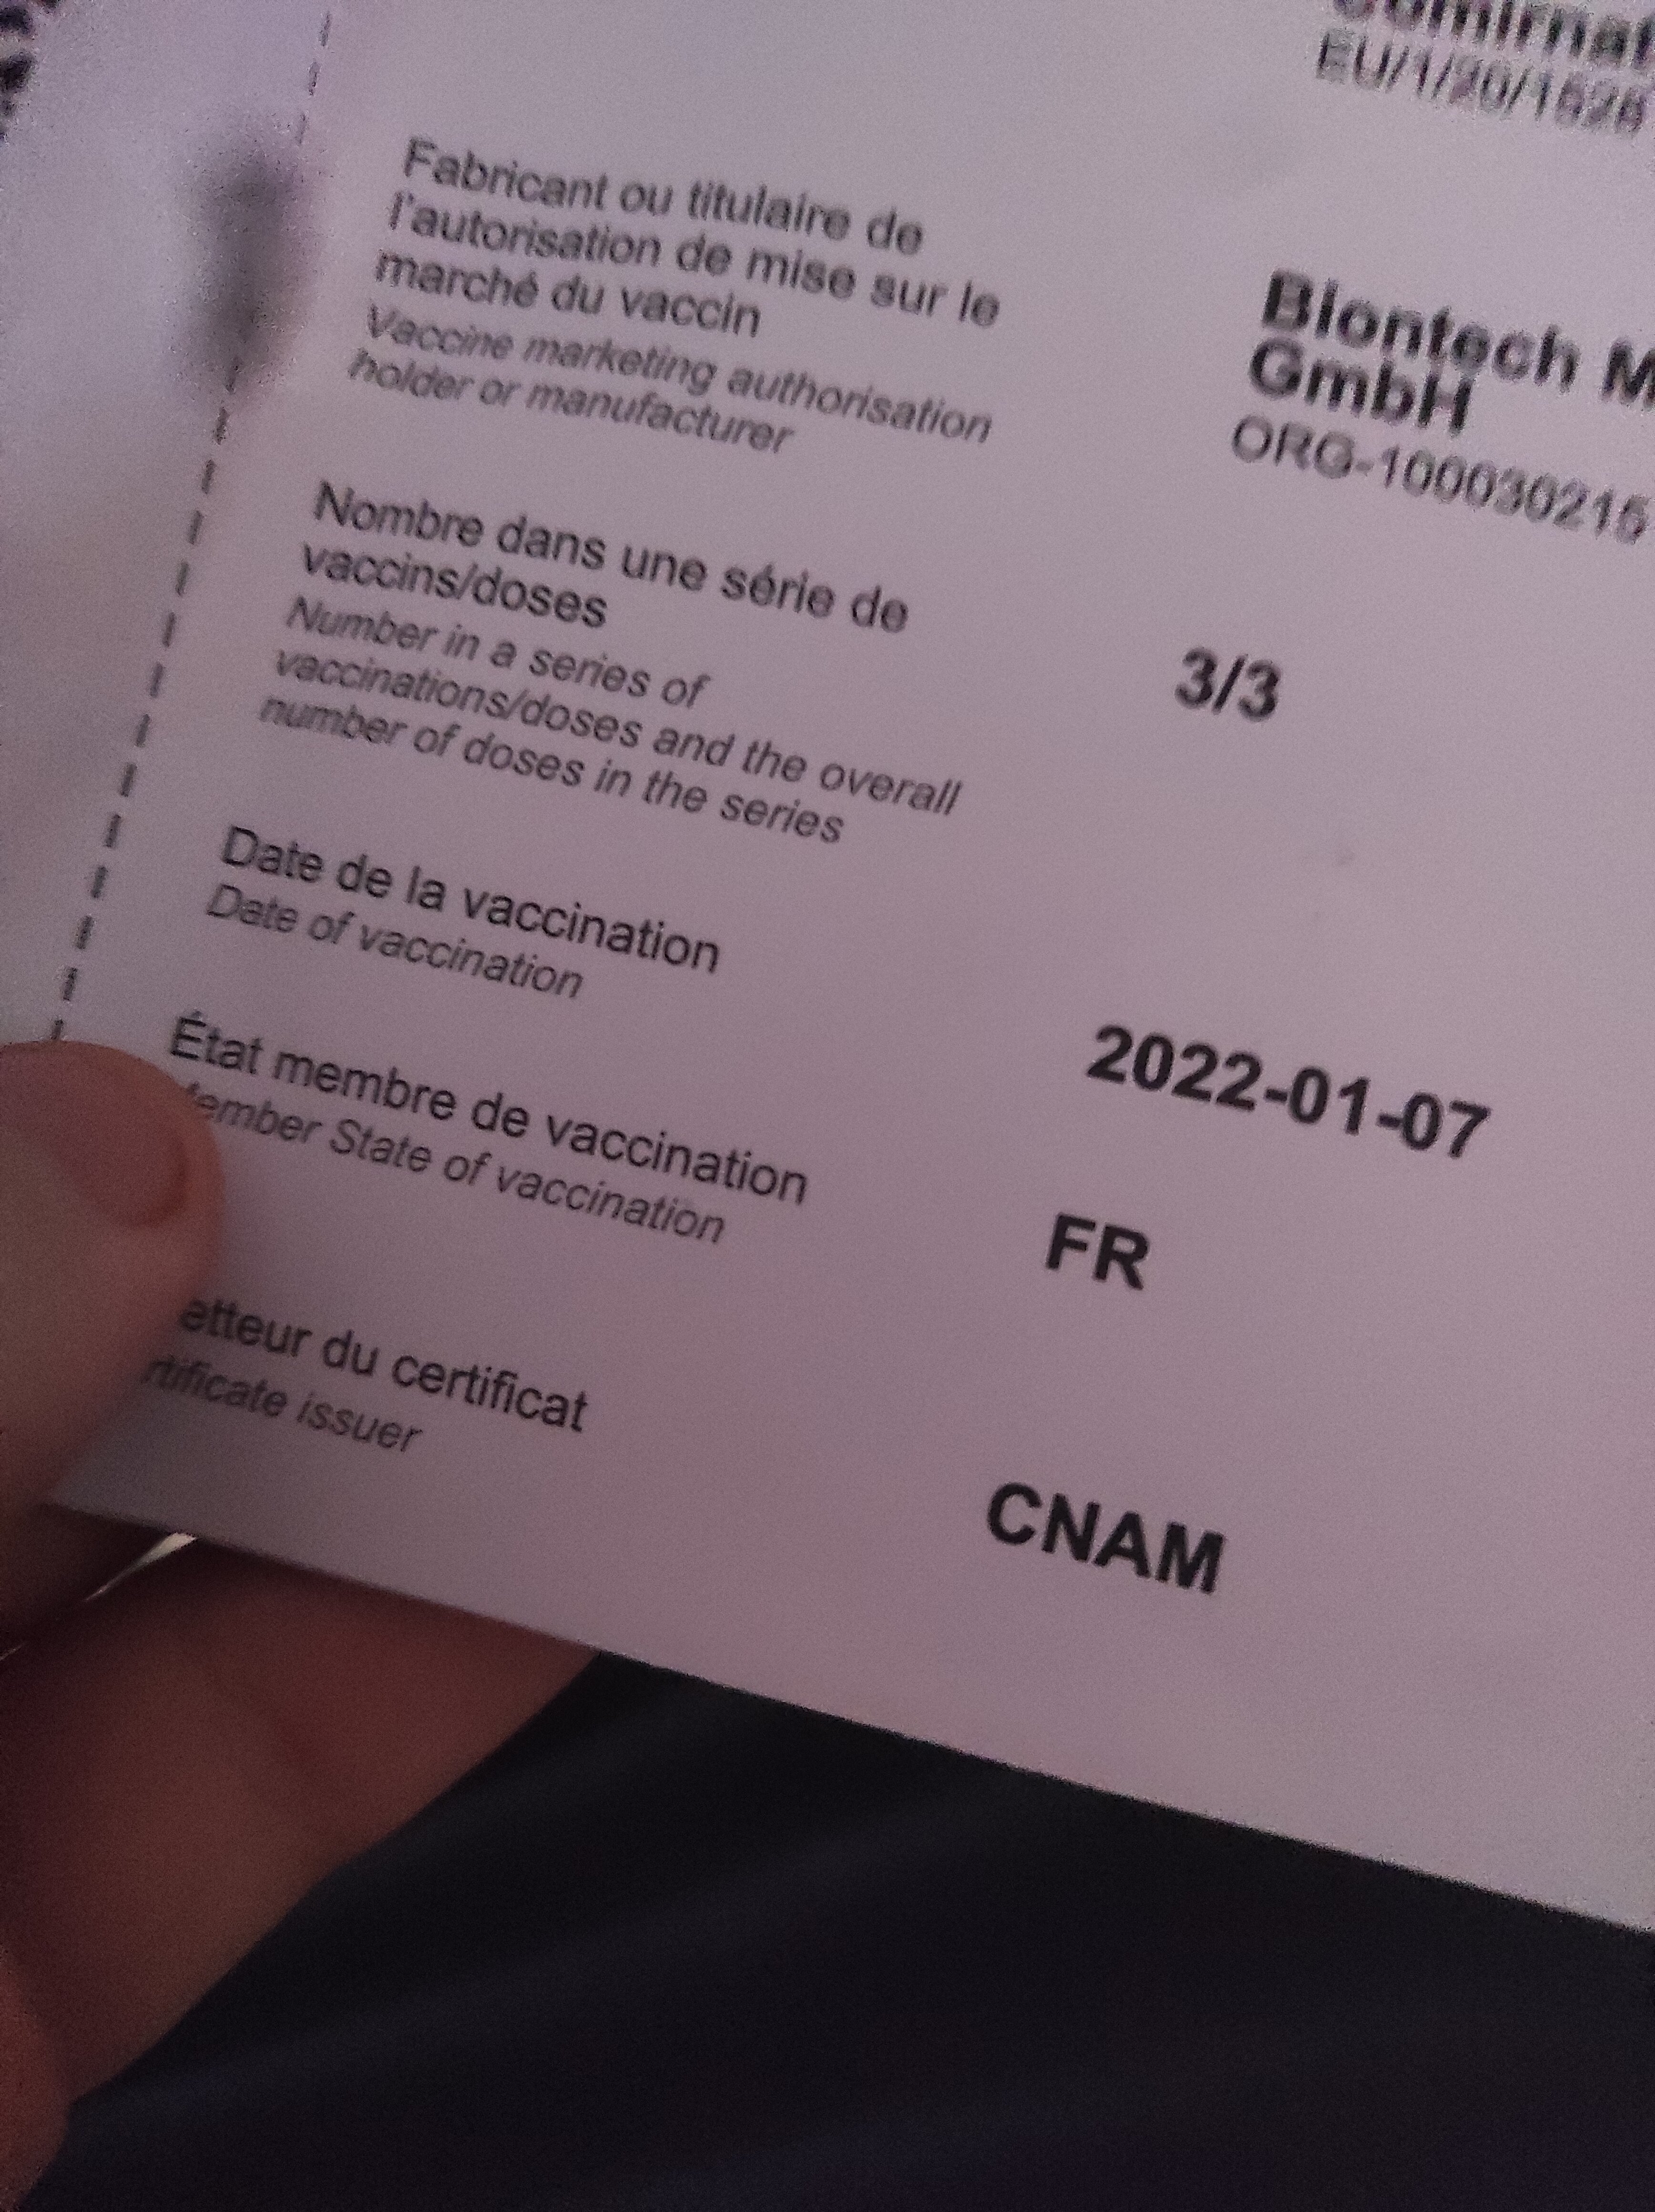 EU/1/20/1528
Fabricant ou titulaire de
l'autorisation de mise sur le
marché du vaccin
Vaccine marketing authorisation
holder or manufacturer
Biontech M
GmbH
ORG-100030215
Nombre dans une série de
vaccins/doses
Number in a series of
vaccinations/doses and the overall
number of doses in the series
3/3
Date de la vaccination
Date of vaccination
2022-01-07
État membre de vaccination
ember State of vaccination
FR
etteur du certificat
rtificate issuer
CNAM